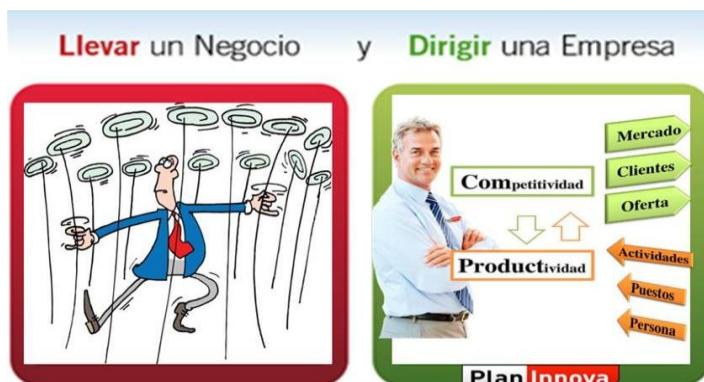 Llevar un Negocio y Dirigir una Empresa
Mercado
Clientes
Oferta
Competitividad
Productividad
Actividades
Puestos
Persona
Plan Innova